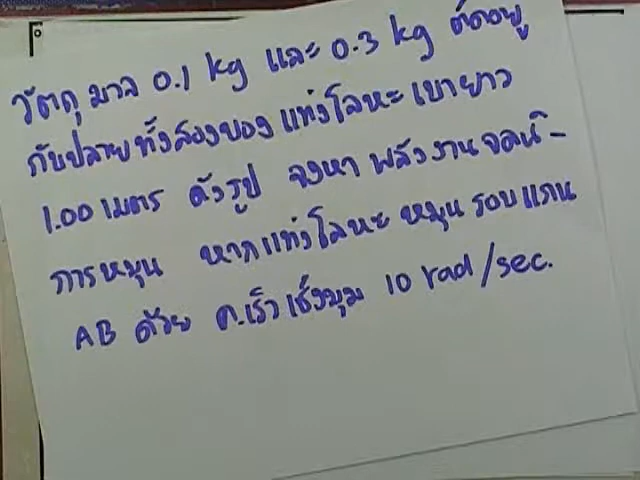 วัตถุ มวล 0.1 kg และ 0.3 kg ติดอยู่
กับปลายทั้งสองของ แท่งโลหะ เบายาว
1.00 เมตร ดังรูป จงหา พลังงานจลน์-
การหมุน หากแท่งโลหะ หมุน รอบแกน
AB ด้วย ค.เร็วเชิงมุม 10 rad/sec.